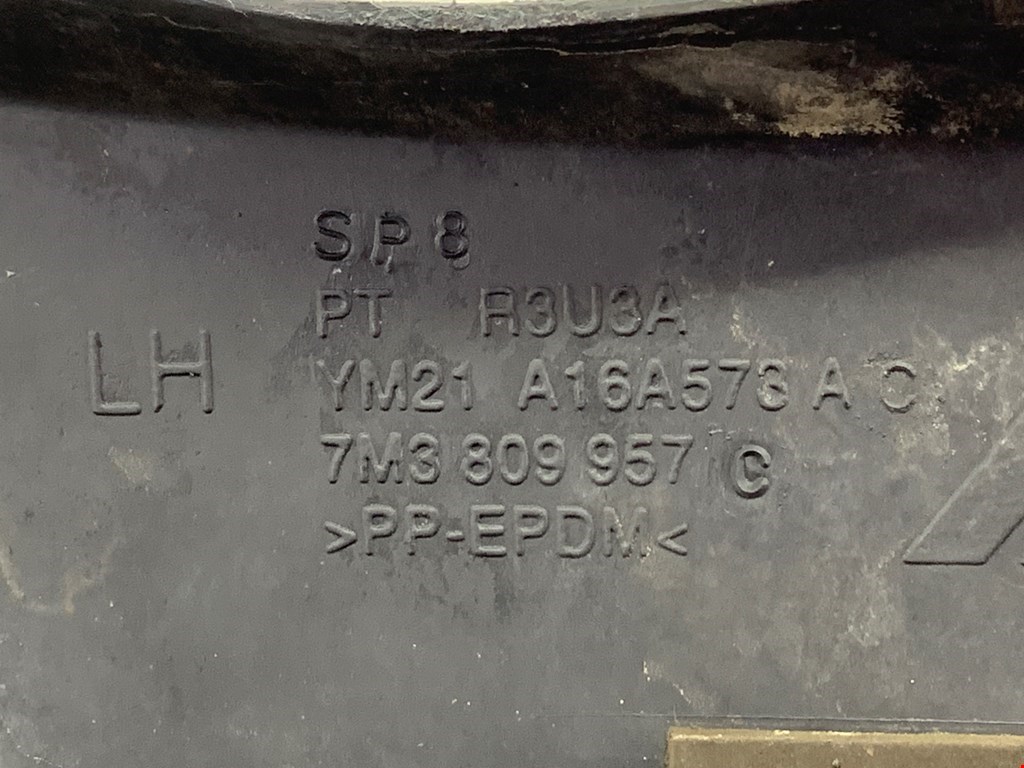 SP 8
PT R3U3A
LH
YM21 A16A573 A C
7M3 809 957 C
>PP-EPDM<